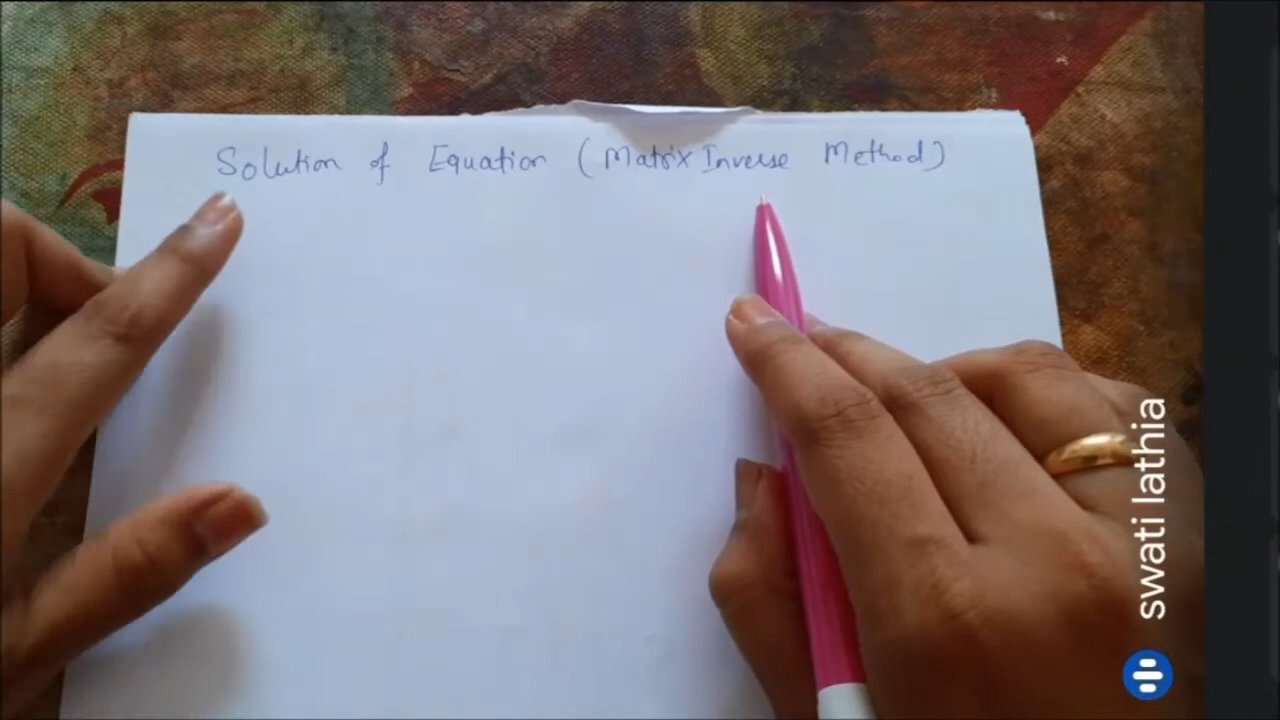 Solution of Equation (Matrix Inverse Method)
swati lathia